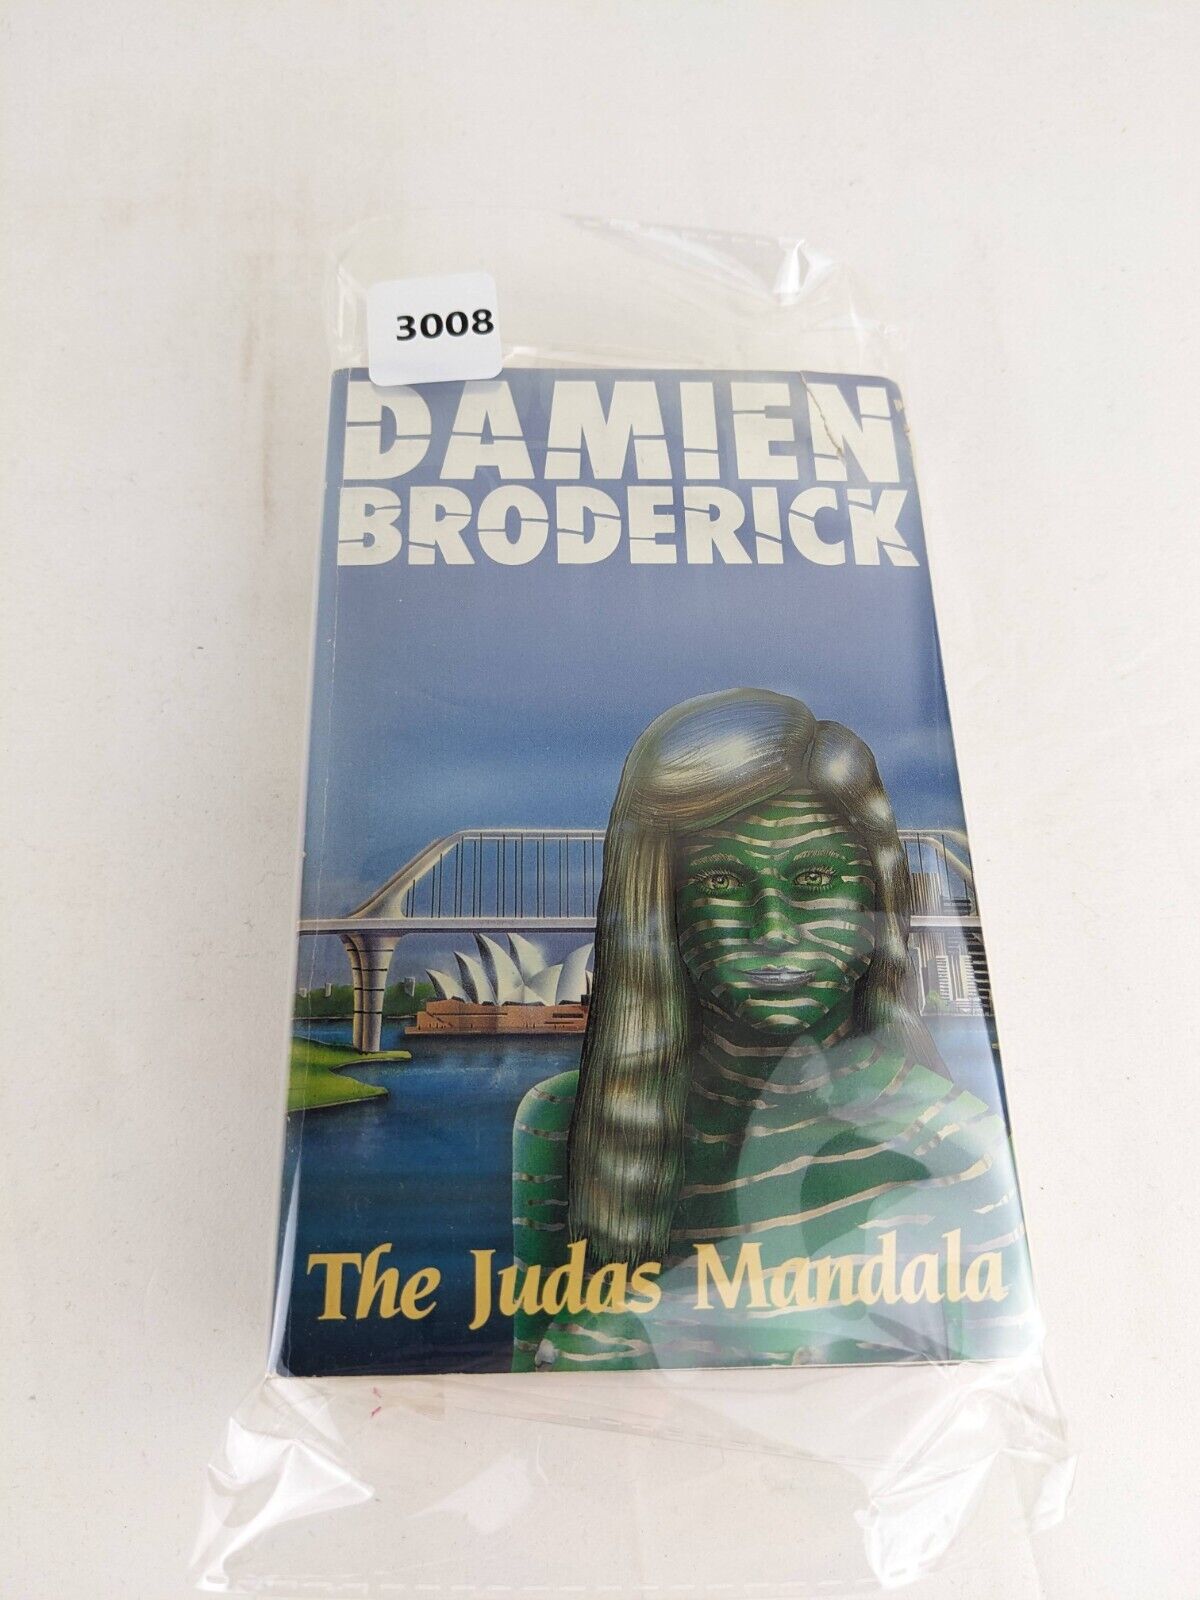 3008
DAMIEN
BRODERICK
The Judas Mandala